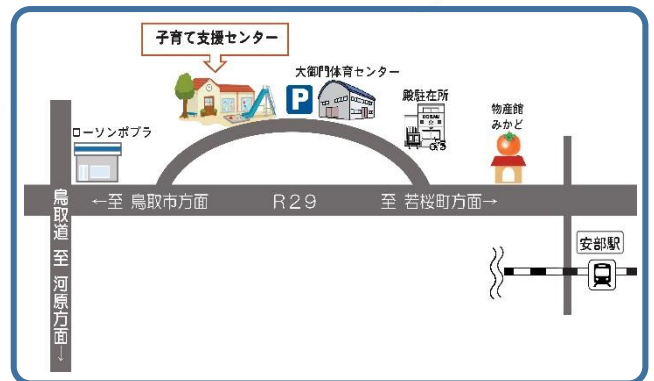 子育て支援センター
大御門体育センター
P
殿駐在所
物産館
みかど
ローソンポプラ
←至 鳥取市方面
R29
至 若桜町方面→
鳥取道 至 河原方面→
安部駅